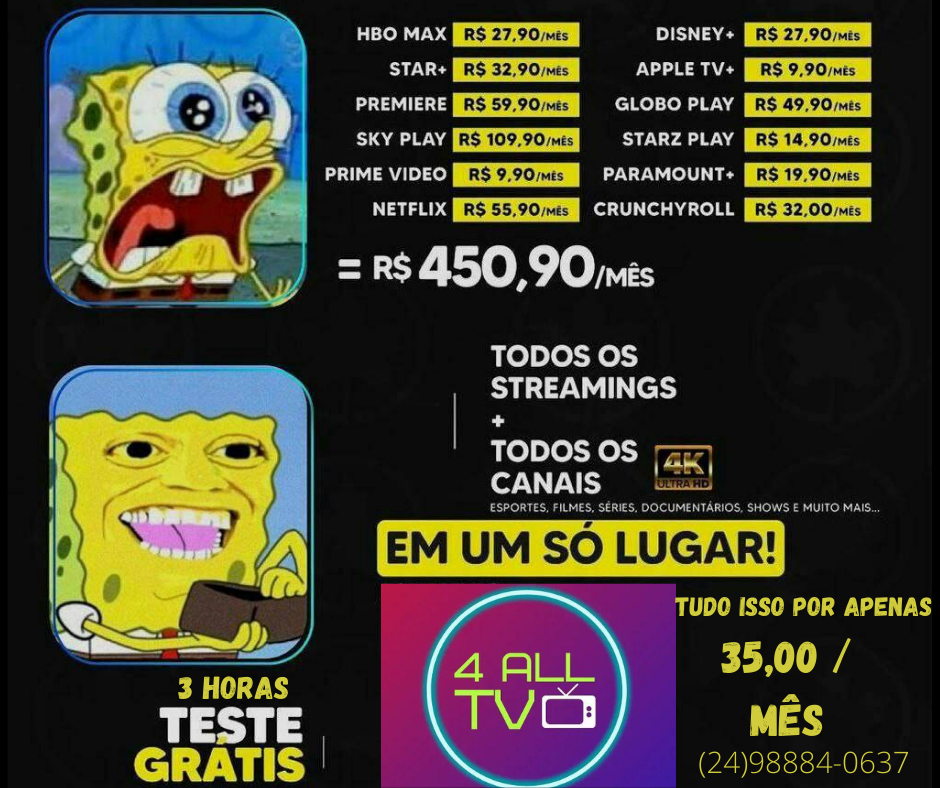 HBO MAX R$ 27,90/MÊS DISNEY+ R$ 27,90/MÊS
STAR+ R$ 32,90/MÊS APPLE TV+ R$ 9,90/MÊS
PREMIERE R$ 59,90/MÊS GLOBO PLAY R$ 49,90/MÊS
SKY PLAY R$ 109,90/MÊS STARZ PLAY R$ 14,90/MÊS
PRIME VIDEO R$ 9,90/MÊS PARAMOUNT+ R$ 19,90/MÊS
NETFLIX R$ 55,90/MÊS CRUNCHYROLL R$ 32,00/MÊS
= R$ 450,90/MÊS
TODOS OS
STREAMINGS
+
TODOS OS
CANAIS
4K
ULTRA HD
ESPORTES, FILMES, SÉRIES, DOCUMENTÁRIOS, SHOWS E MUITO MAIS...
EM UM SÓ LUGAR!
4 ALL
TV
TUDO ISSO POR APENAS
35,00 /
MÊS
(24)98884-0637
3 HORAS
TESTE
GRÁTIS